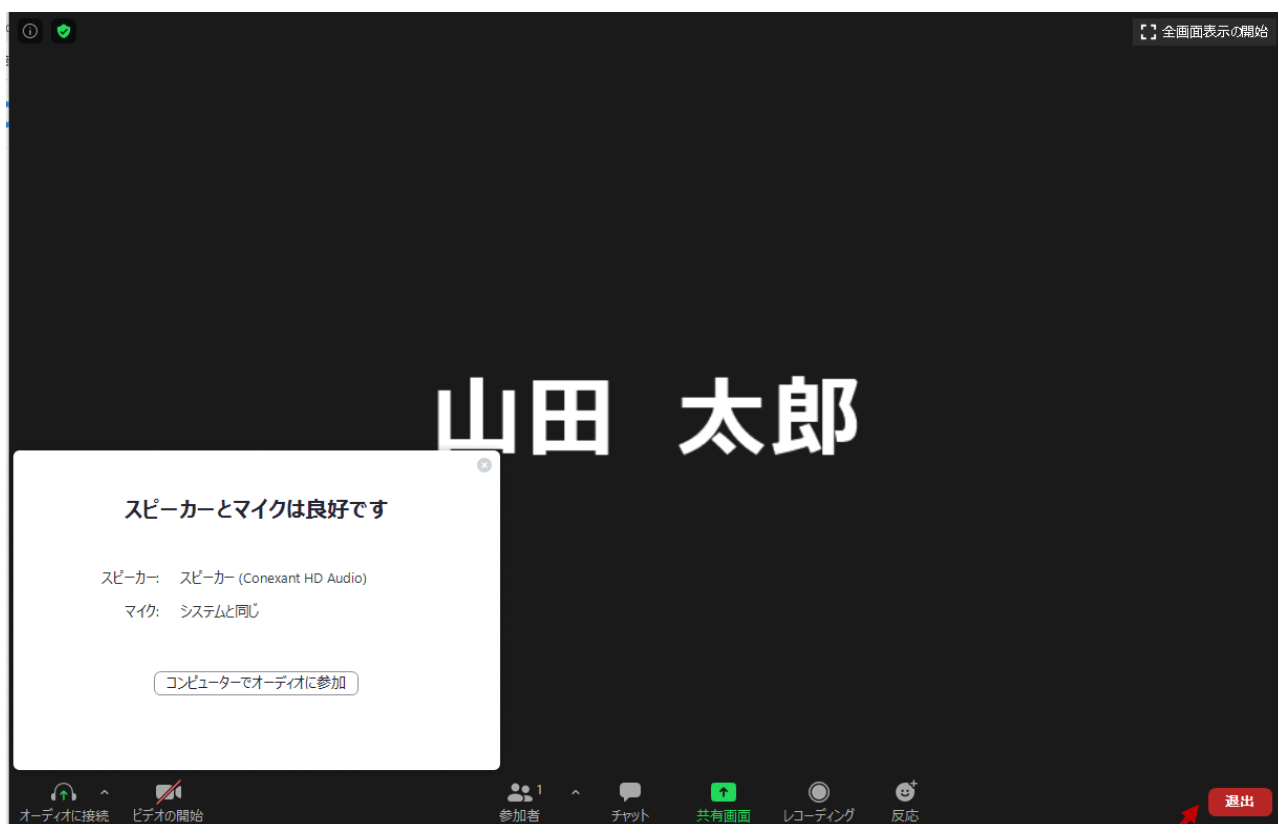 全画面表示の開始
山田 太郎
スピーカーとマイクは良好です
スピーカー: スピーカー (Conexant HD Audio)
マイク: システムと同じ
コンピューターでオーディオに参加
オーディオに接続
ビデオの開始
1
参加者
チャット
共有画面
レコーディング
反応
退出